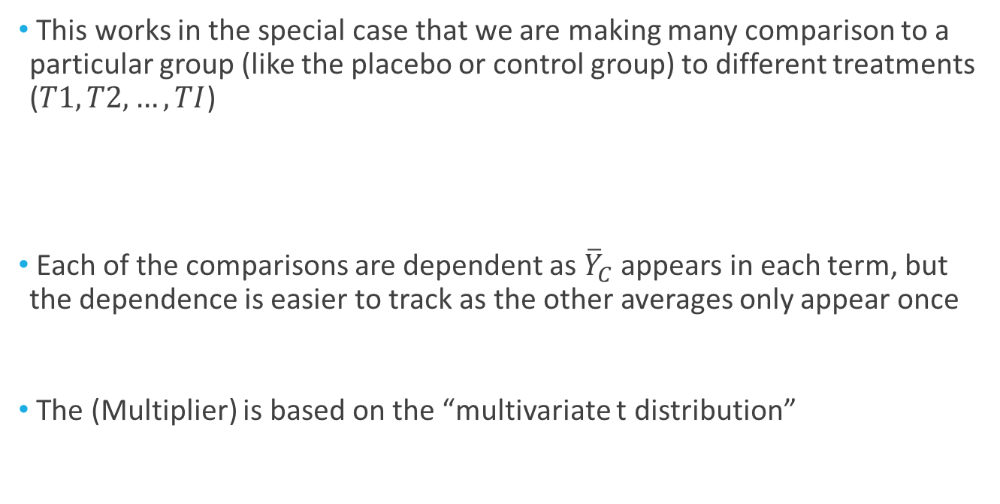 • This works in the special case that we are making many comparison to a
particular group (like the placebo or control group) to different treatments
(𝑇1, 𝑇2, … , 𝑇𝐼)
• Each of the comparisons are dependent as Ȳ_C appears in each term, but
the dependence is easier to track as the other averages only appear once
• The (Multiplier) is based on the “multivariate t distribution”